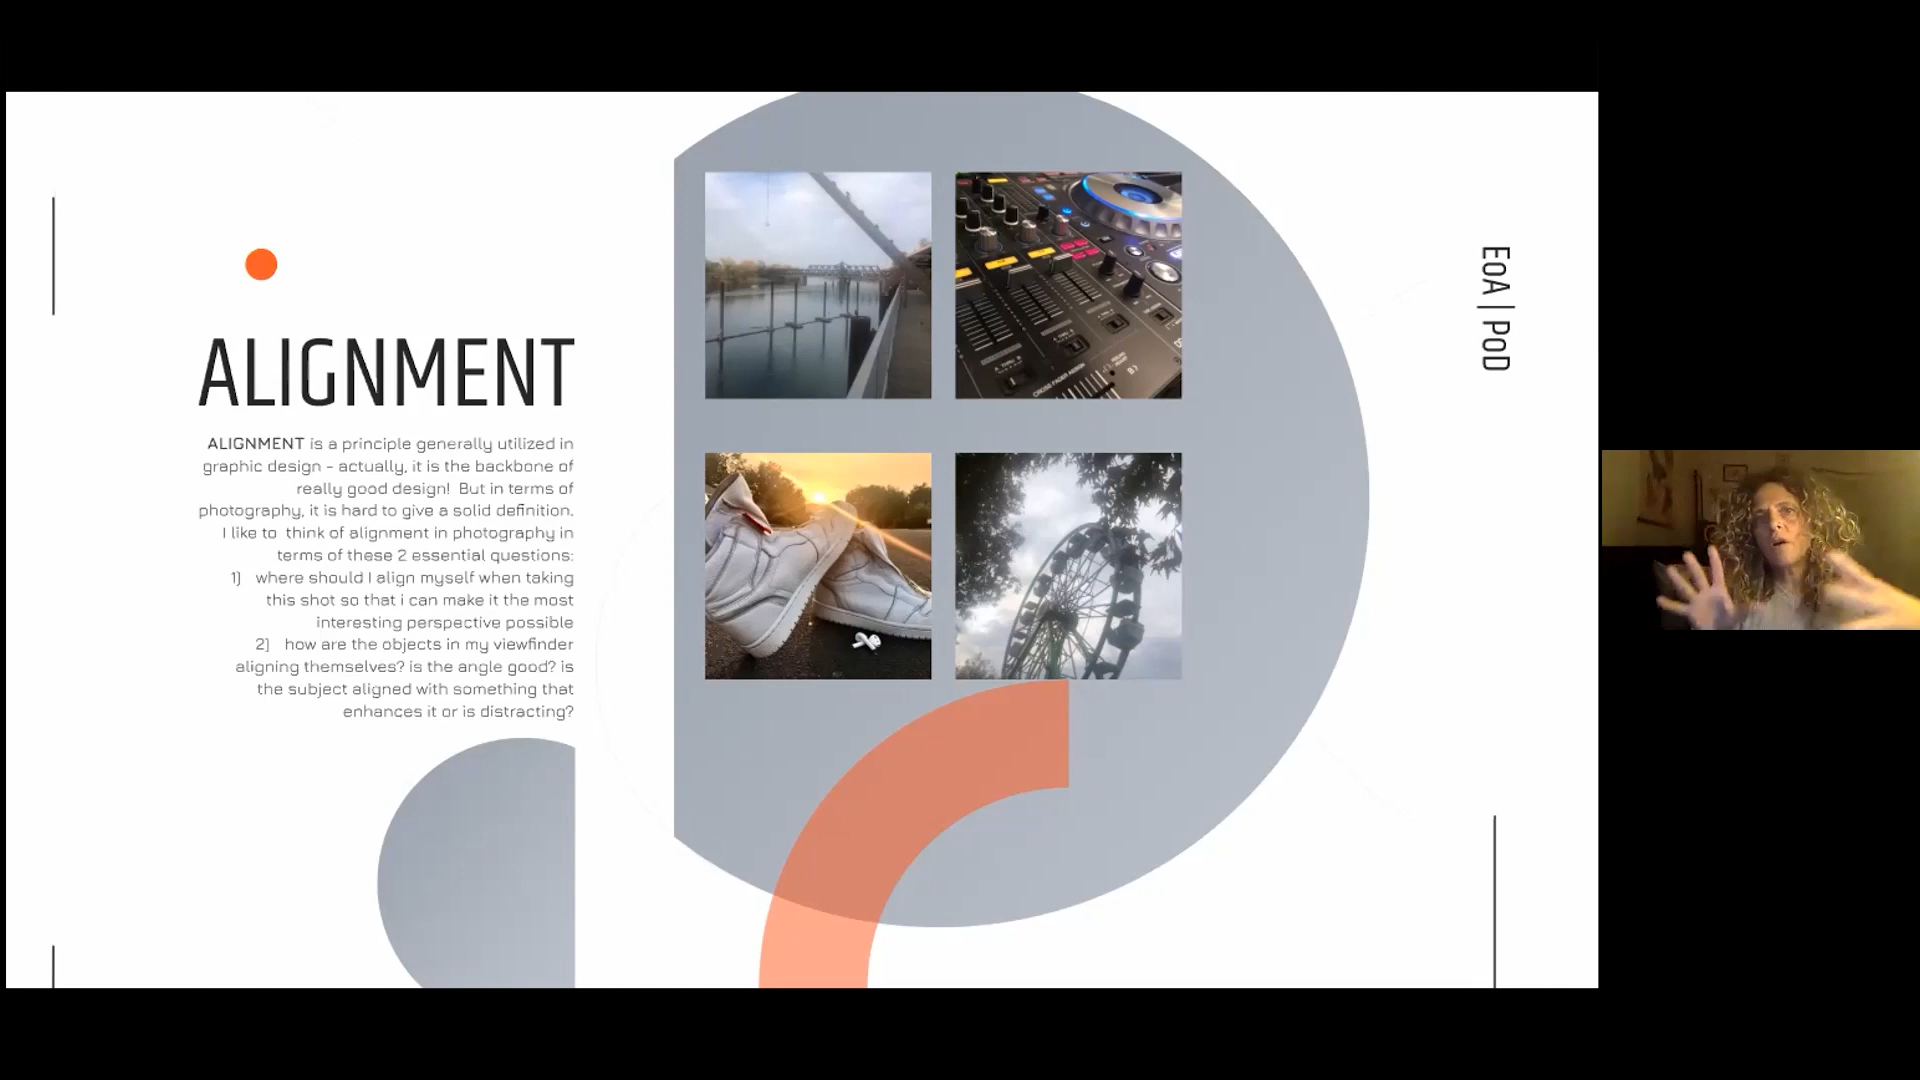 ALIGNMENT
ALIGNMENT is a principle generally utilized in
graphic design - actually, it is the backbone of
really good design! But in terms of
photography, it is hard to give a solid definition.
I like to think of alignment in photography in
terms of these 2 essential questions:
1) where should I align myself when taking
this shot so that i can make it the most
interesting perspective possible
2) how are the objects in my viewfinder
aligning themselves? is the angle good? is
the subject aligned with something that
enhances it or is distracting?
EoA | PoD